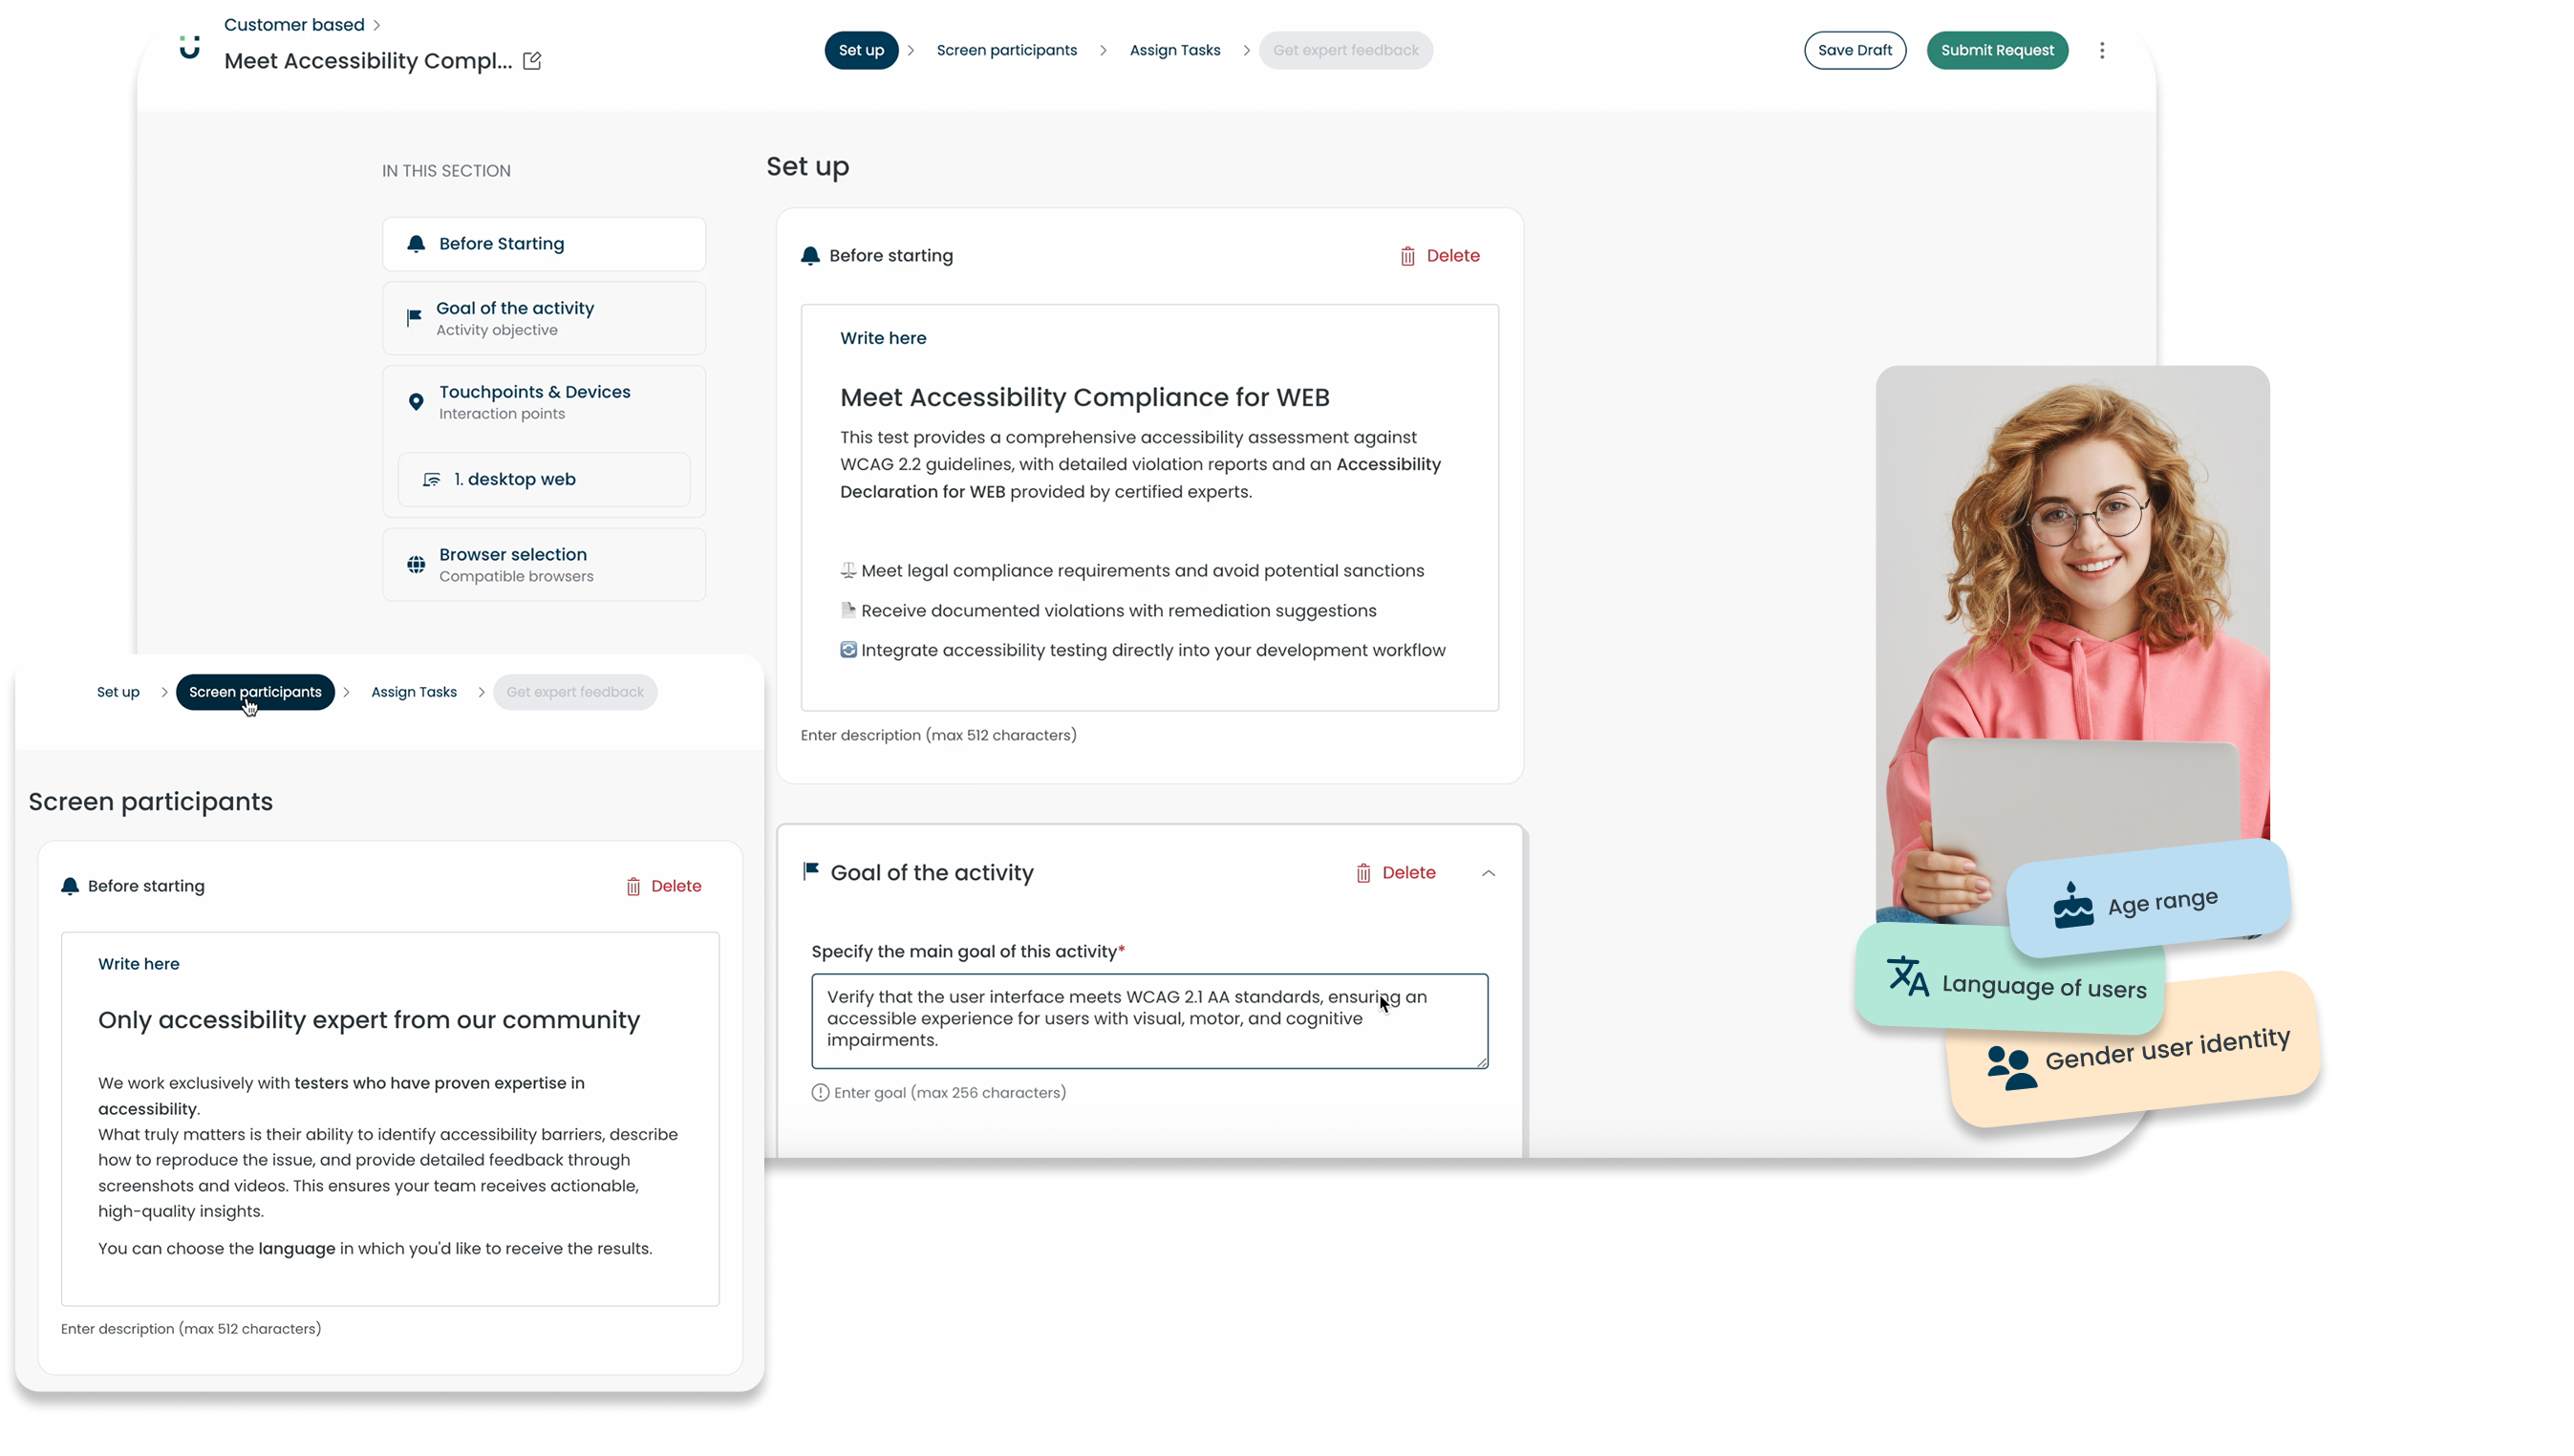 Customer based
Meet Accessibility Compl...
Set up
Screen participants
Assign Tasks
Get expert feedback
Save Draft
Submit Request
IN THIS SECTION
Before Starting
Goal of the activity
Activity objective
Touchpoints & Devices
Interaction points
1. desktop web
Browser selection
Compatible browsers
Set up
Before starting
Delete
Write here
Meet Accessibility Compliance for WEB
This test provides a comprehensive accessibility assessment against
WCAG 2.2 guidelines, with detailed violation reports and an Accessibility
Declaration for WEB provided by certified experts.
Meet legal compliance requirements and avoid potential sanctions
Receive documented violations with remediation suggestions
Integrate accessibility testing directly into your development workflow
Enter description (max 512 characters)
Goal of the activity
Delete
Specify the main goal of this activity*
Verify that the user interface meets WCAG 2.1 AA standards, ensuring an
accessible experience for users with visual, motor, and cognitive
impairments.
Enter goal (max 256 characters)
Set up
Screen participants
Assign Tasks
Get expert feedback
Screen participants
Before starting
Delete
Write here
Only accessibility expert from our community
We work exclusively with testers who have proven expertise in
accessibility.
What truly matters is their ability to identify accessibility barriers, describe
how to reproduce the issue, and provide detailed feedback through
screenshots and videos. This ensures your team receives actionable,
high-quality insights.
You can choose the language in which you'd like to receive the results.
Enter description (max 512 characters)
Age range
Language of users
Gender user identity